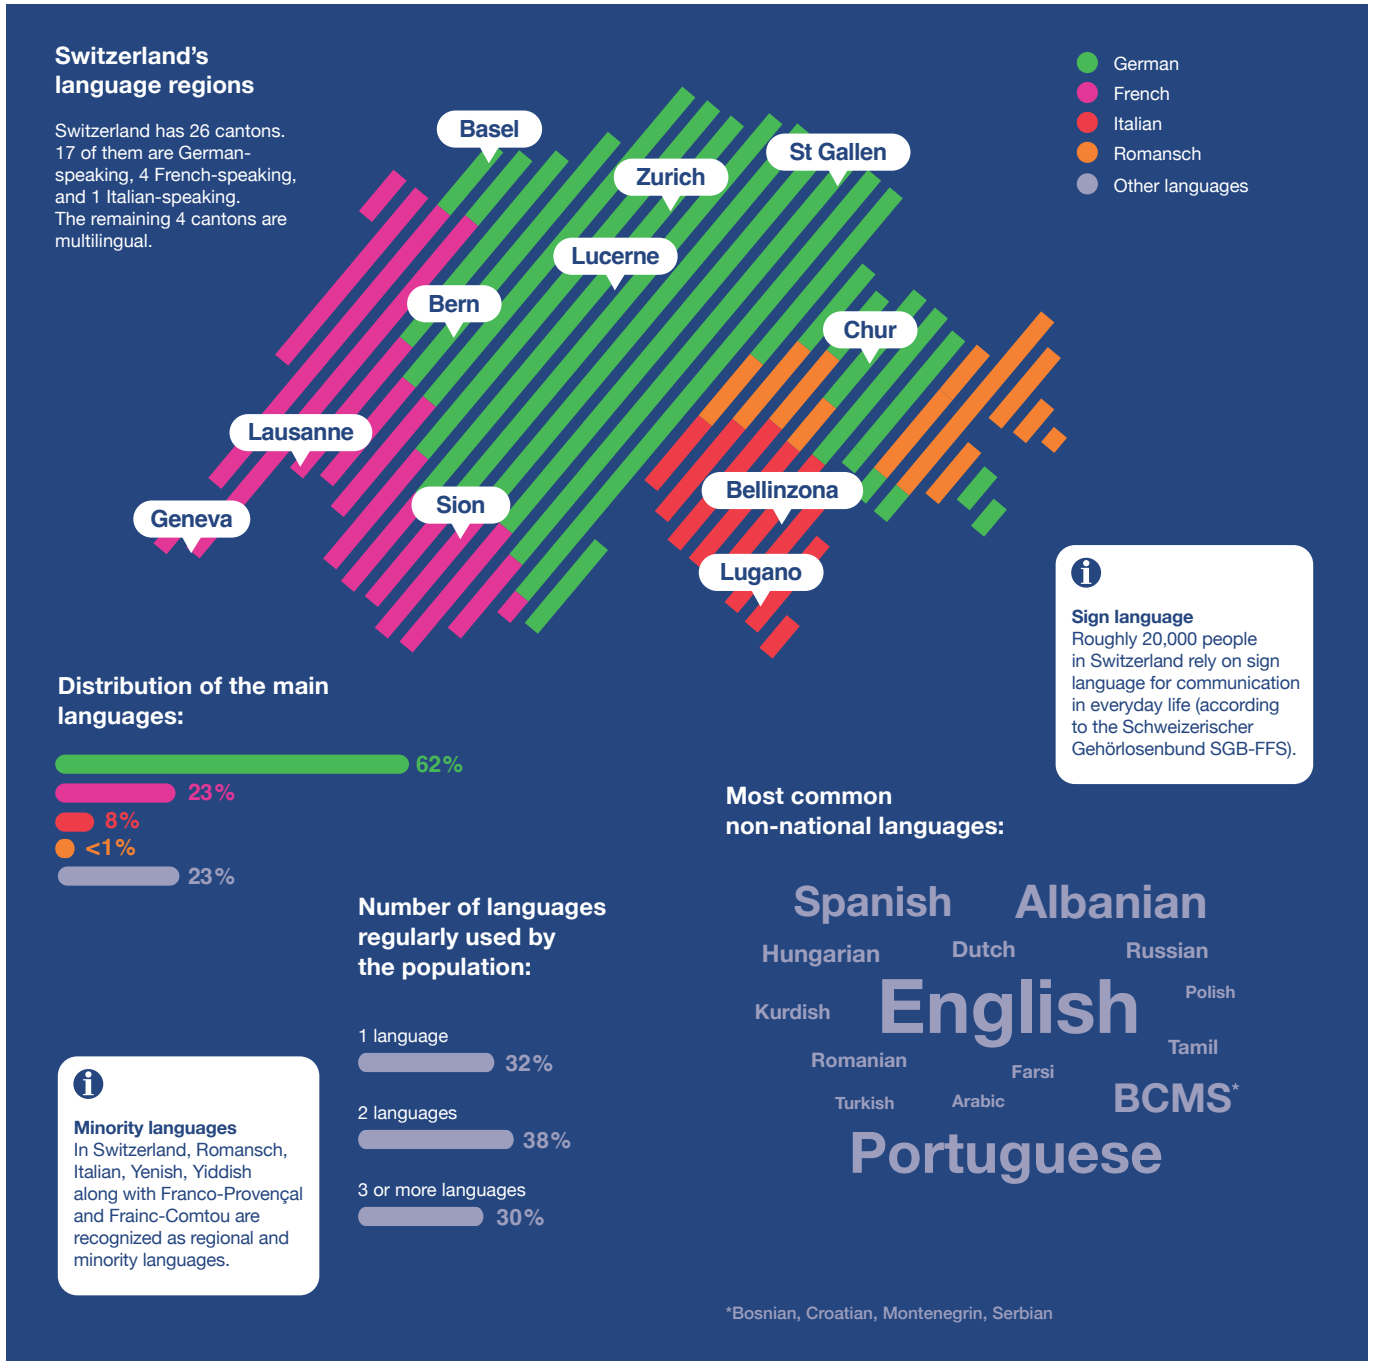 Switzerland's
language regions
Switzerland has 26 cantons.
17 of them are German-
speaking, 4 French-speaking,
and 1 Italian-speaking.
The remaining 4 cantons are
multilingual.
German
French
Italian
Romansch
Other languages
Basel
St Gallen
Zurich
Lucerne
Bern
Chur
Lausanne
Bellinzona
Sion
Geneva
Lugano
Sign language
Roughly 20,000 people
in Switzerland rely on sign
language for communication
in everyday life (according
to the Schweizerischer
Gehörlosenbund SGB-FFS).
Distribution of the main
languages:
62%
23%
8%
<1%
23%
Number of languages
regularly used by
the population:
1 language
32%
2 languages
38%
3 or more languages
30%
Minority languages
In Switzerland, Romansch,
Italian, Yenish, Yiddish
along with Franco-Provençal
and Frainc-Comtou are
recognized as regional and
minority languages.
Most common
non-national languages:
Spanish Albanian
Hungarian Dutch Russian
Kurdish English Polish
Tamil
Romanian Farsi
Turkish Arabic BCMS*
Portuguese
*Bosnian, Croatian, Montenegrin, Serbian